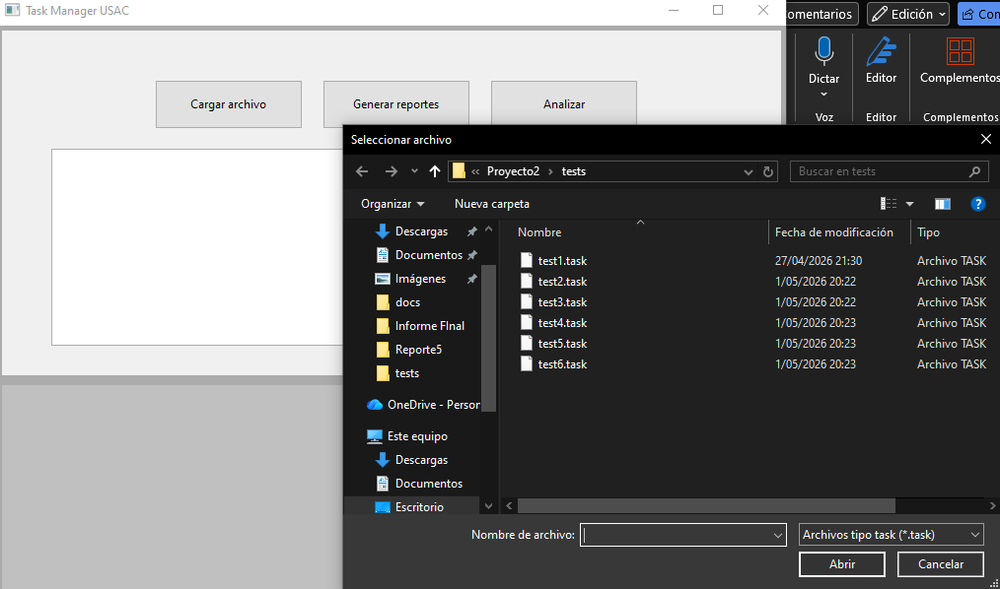 Task Manager USAC
omentarios
Edición
Con
Dictar
Editor
Complementos
Voz
Editor
Complementos
Cargar archivo
Generar reportes
Analizar
Seleccionar archivo
« Proyecto2 › tests
Buscar en tests
Organizar
Nueva carpeta
Descargas
Documentos
Imágenes
docs
Informe FInal
Reporte5
tests
OneDrive - Person
Este equipo
Descargas
Documentos
Escritorio
Nombre Fecha de modificación Tipo
test1.task 27/04/2026 21:30 Archivo TASK
test2.task 1/05/2026 20:22 Archivo TASK
test3.task 1/05/2026 20:22 Archivo TASK
test4.task 1/05/2026 20:23 Archivo TASK
test5.task 1/05/2026 20:23 Archivo TASK
test6.task 1/05/2026 20:23 Archivo TASK
Nombre de archivo:
Archivos tipo task (*.task)
Abrir
Cancelar